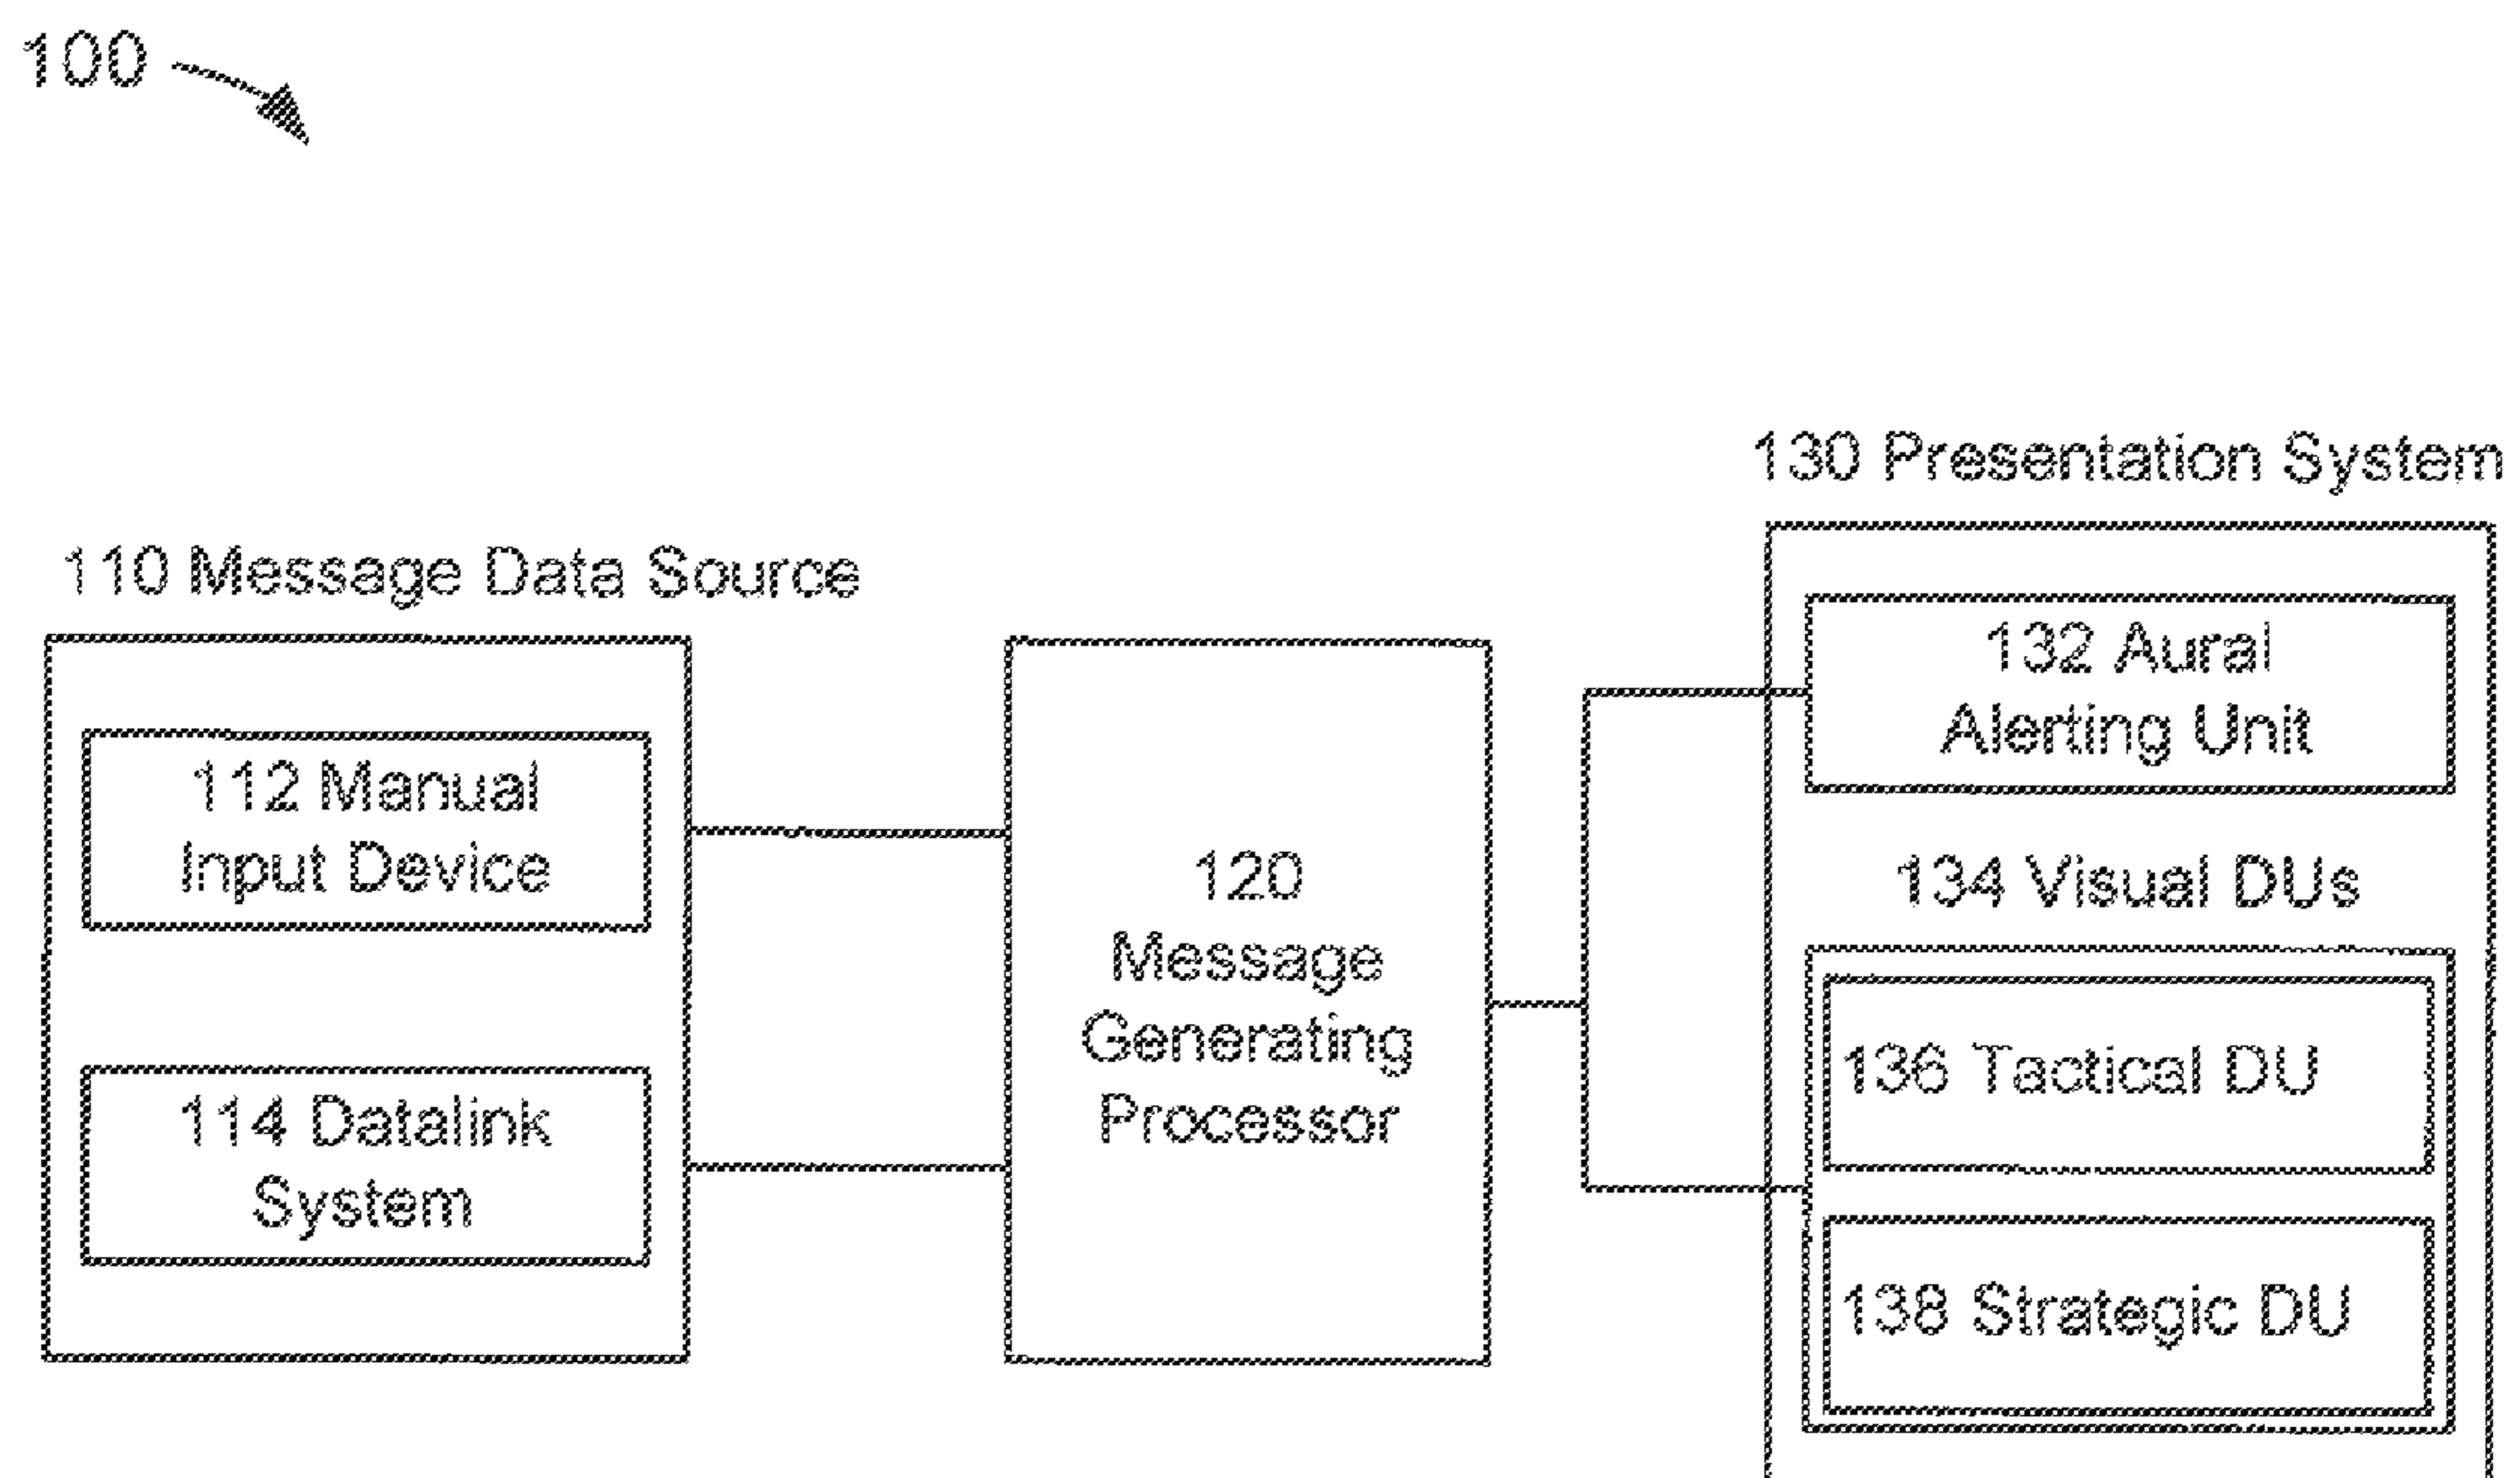 100
130 Presentation System
110 Message Data Source
132 Aural
Alerting Unit
112 Manual
Input Device
134 Visual DUs
120
Message
Generating
Processor
136 Tactical DU
114 Datalink
System
138 Strategic DU